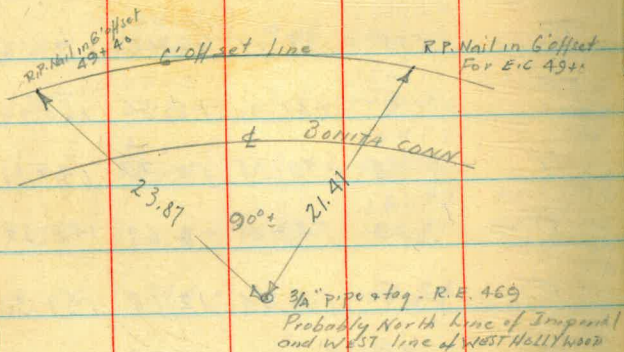 R.P. Nail in 6' offset
49+40
6' offset Line
R.P. Nail in 6' offset
For E.C 49+
℄ BONITA CONN
23.87
90°±
21.41
3/4" pipe & tag - R.E. 469
Probably North Line of Imperial
and WEST line of WEST HOLLYWOOD